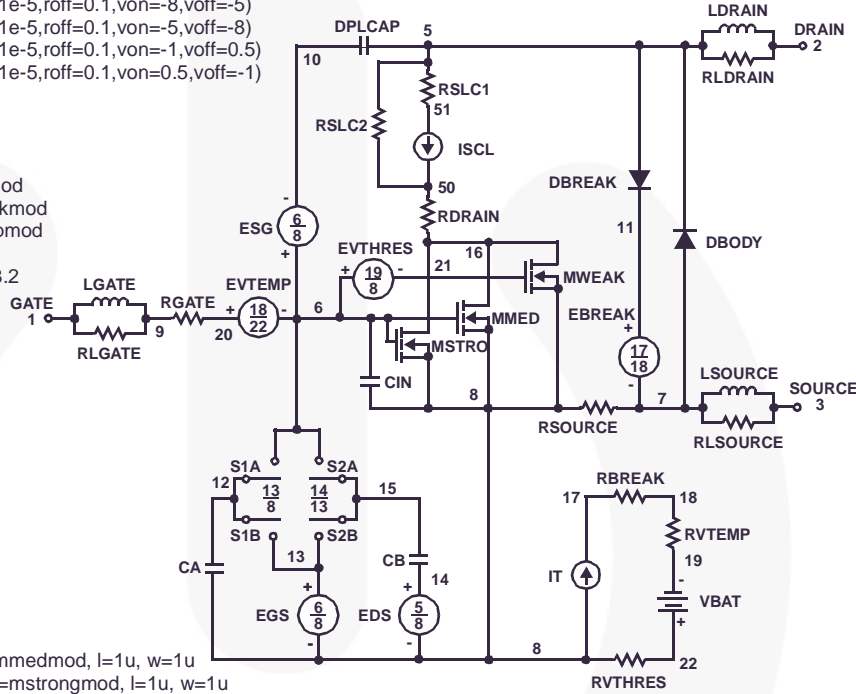 1e-5,roff=0.1,von=-8,voff=-5)
1e-5,roff=0.1,von=-5,voff=-8)
1e-5,roff=0.1,von=-1,voff=0.5)
1e-5,roff=0.1,von=0.5,voff=-1)
DPLCAP
5
10
LDRAIN
DRAIN
2
RLDRAIN
RSLC1
51
RSLC2
ISCL
50
RDRAIN
DBREAK
11
DBODY
od
kmod
omod
3.2
-
ESG
6
8
+
EVTHRES
+
19
8
-
21
16
MWEAK
LGATE
GATE
1
RLGATE
9
RGATE
20
EVTEMP
+
18
22
-
6
MMED
MSTRO
CIN
EBREAK
+
17
18
-
8
RSOURCE
7
LSOURCE
SOURCE
3
RLSOURCE
S1A
S2A
12
13
8
14
13
15
S1B
S2B
13
CA
CB
14
+
EGS
6
8
-
+
EDS
5
8
-
RBREAK
17
18
RVTEMP
19
IT
-
VBAT
+
8
22
RVTHRES
mmedmod, l=1u, w=1u
=mstrongmod, l=1u, w=1u